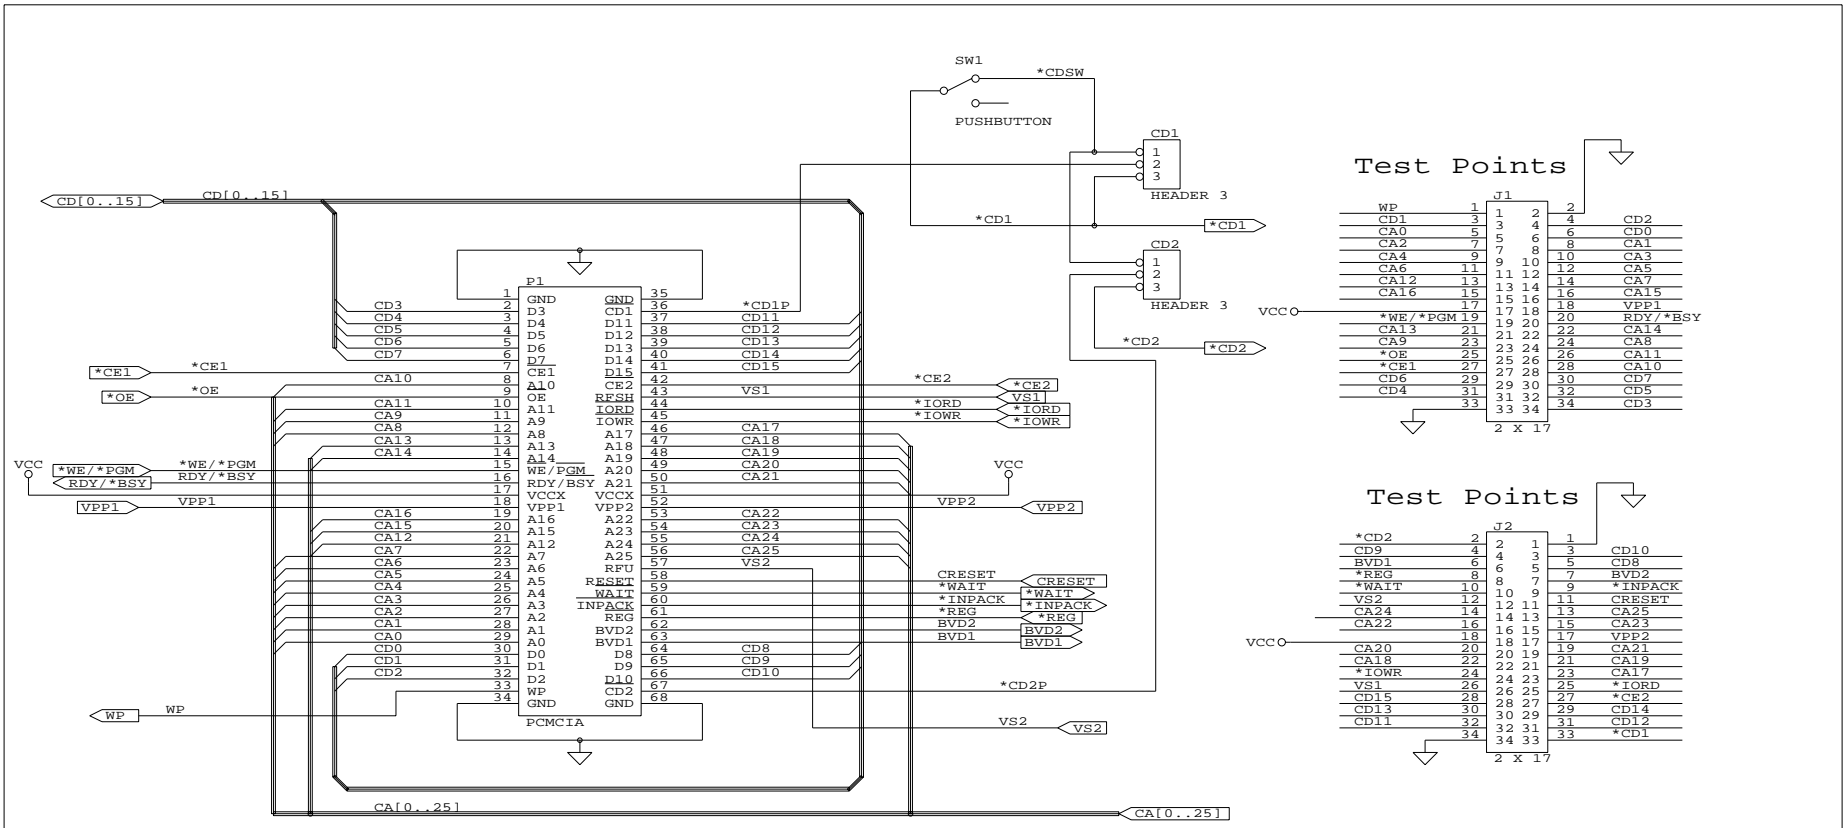 SW1
*CDSW
PUSHBUTTON
CD1
1
2
3
HEADER 3
*CD1
*CD1
CD2
1
2
3
HEADER 3
*CD2
*CD2
CD[0..15]
CD[0..15]
P1
PCMCIA
1 GND GND 35
CD3 2 D3 CD1 36 *CD1P
CD4 3 D4 D11 37 CD11
CD5 4 D5 D12 38 CD12
CD6 5 D6 D13 39 CD13
CD7 6 D7 D14 40 CD14
*CE1 *CE1 7 CE1 D15 41 CD15
CA10 8 A10 CE2 42 *CE2 *CE2
*OE *OE 9 OE RFSH 43 VS1 VS1
CA11 10 A11 IORD 44 *IORD *IORD
CA9 11 A9 IOWR 45 *IOWR *IOWR
CA8 12 A8 A17 46 CA17
CA13 13 A13 A18 47 CA18
CA14 14 A14 A19 48 CA19
*WE/*PGM *WE/*PGM 15 WE/PGM A20 49 CA20
RDY/*BSY RDY/*BSY 16 RDY/BSY A21 50 CA21
VCC 17 VCCX VCCX 51 VCC
VPP1 VPP1 18 VPP1 VPP2 52 VPP2 VPP2
CA16 19 A16 A22 53 CA22
CA15 20 A15 A23 54 CA23
CA12 21 A12 A24 55 CA24
CA7 22 A7 A25 56 CA25
CA6 23 A6 RFU 57 VS2
CA5 24 A5 RESET 58 CRESET CRESET
CA4 25 A4 WAIT 59 *WAIT *WAIT
CA3 26 A3 INPACK 60 *INPACK *INPACK
CA2 27 A2 REG 61 *REG *REG
CA1 28 A1 BVD2 62 BVD2 BVD2
CA0 29 A0 BVD1 63 BVD1 BVD1
CD0 30 D0 D8 64 CD8
CD1 31 D1 D9 65 CD9
CD2 32 D2 D10 66 CD10
WP WP 33 WP CD2 67 *CD2P
34 GND GND 68
VS2 VS2
CA[0..25]
CA[0..25]
Test Points
J1
WP 1 1 2 2
CD1 3 3 4 4 CD2
CA0 5 5 6 6 CD0
CA2 7 7 8 8 CA1
CA4 9 9 10 10 CA3
CA6 11 11 12 12 CA5
CA12 13 13 14 14 CA7
CA16 15 15 16 16 CA15
VCC 17 17 18 18 VPP1
*WE/*PGM 19 19 20 20 RDY/*BSY
CA13 21 21 22 22 CA14
CA9 23 23 24 24 CA8
*OE 25 25 26 26 CA11
*CE1 27 27 28 28 CA10
CD6 29 29 30 30 CD7
CD4 31 31 32 32 CD5
33 33 34 34 CD3
2 X 17
Test Points
J2
*CD2 2 2 1 1
CD9 4 4 3 3 CD10
BVD1 6 6 5 5 CD8
*REG 8 8 7 7 BVD2
*WAIT 10 10 9 9 *INPACK
VS2 12 12 11 11 CRESET
CA24 14 14 13 13 CA25
CA22 16 16 15 15 CA23
VCC 18 18 17 17 VPP2
CA20 20 20 19 19 CA21
CA18 22 22 21 21 CA19
*IOWR 24 24 23 23 CA17
VS1 26 26 25 25 *IORD
CD15 28 28 27 27 *CE2
CD13 30 30 29 29 CD14
CD11 32 32 31 31 CD12
34 34 33 33 *CD1
2 X 17